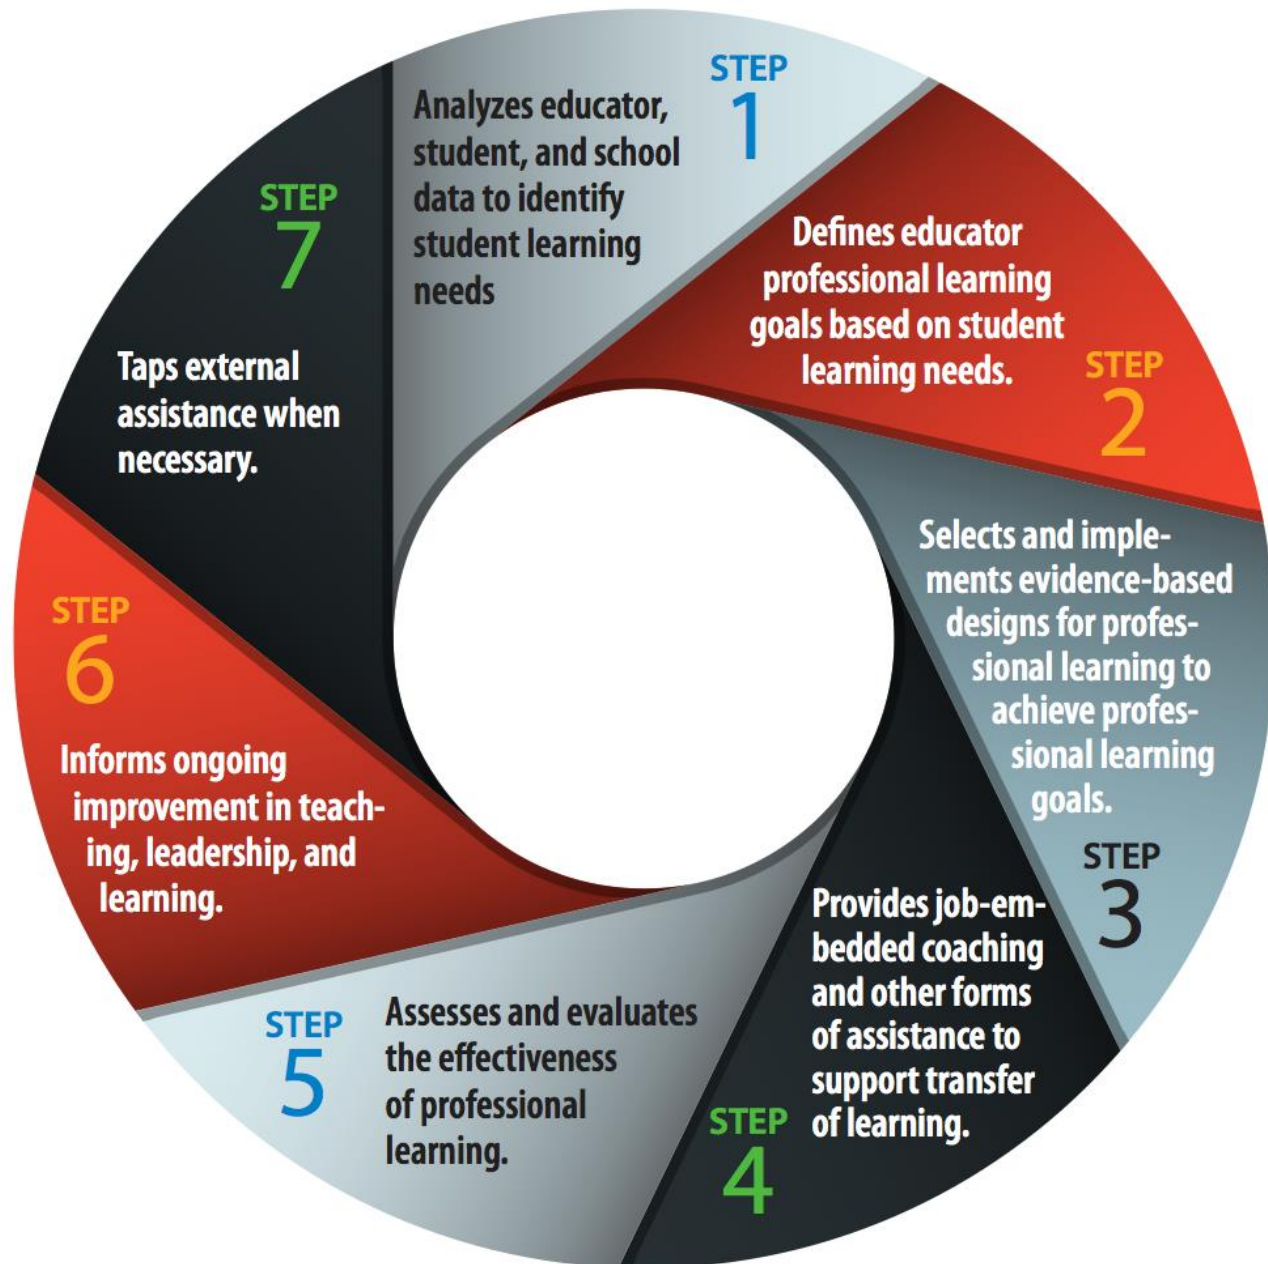 STEP
1
Analyzes educator,
student, and school
data to identify
student learning
needs
Defines educator
professional learning
goals based on student
learning needs.
STEP
2
Selects and imple-
ments evidence-based
designs for profes-
sional learning to
achieve profes-
sional learning
goals.
STEP
3
Provides job-em-
bedded coaching
and other forms
of assistance to
support transfer
of learning.
STEP
4
STEP
5
Assesses and evaluates
the effectiveness
of professional
learning.
STEP
6
Informs ongoing
improvement in teach-
ing, leadership, and
learning.
STEP
7
Taps external
assistance when
necessary.